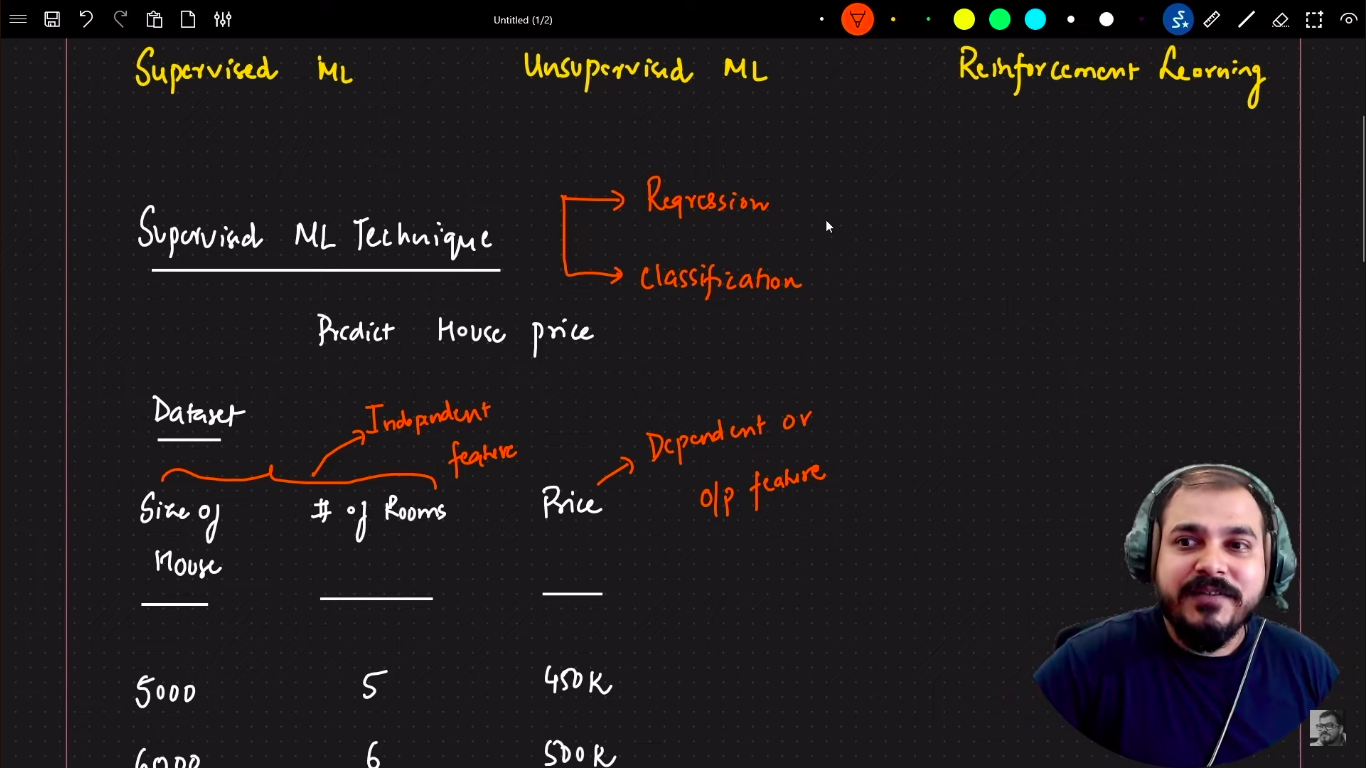 Untitled (1/2)
Supervised ML
Unsupervised ML
Reinforcement Learning
Supervised ML Technique
Regression
Classification
Predict House price
Dataset
Independent
feature
Dependent or
o/p feature
Size of
House
# of Rooms
Price
5000 5 450K
6000 6 500K